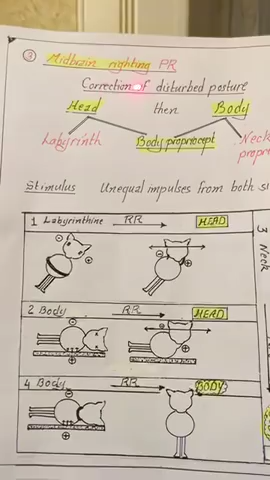 ③ Midbrain righting PR
Correction of disturbed posture
Head then Body
Labyrinth Body propriocept Neck
Stimulus Unequal impulses from both
1 Labyrinthine RR HEAD
2 Body RR HEAD
4 Body RR BODY
3 Neck